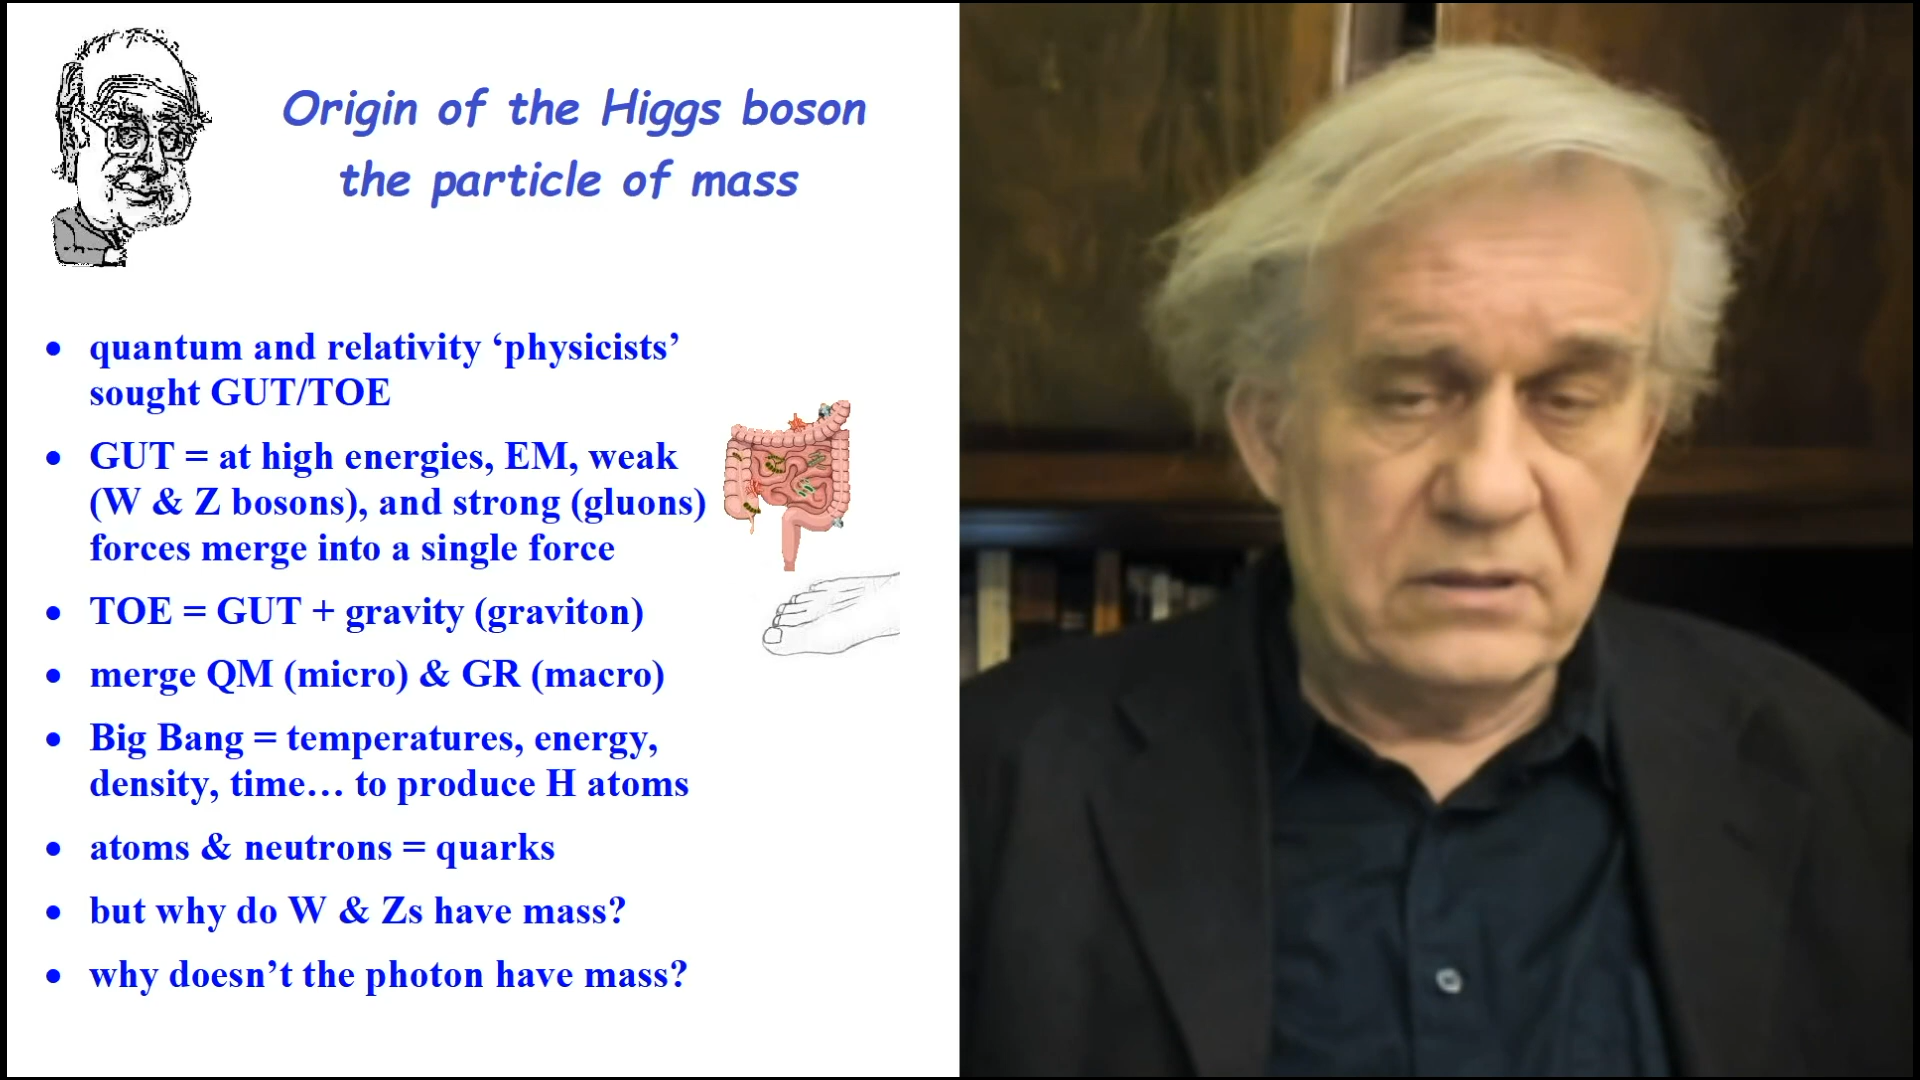 Origin of the Higgs boson
the particle of mass
• quantum and relativity ‘physicists’
sought GUT/TOE
• GUT = at high energies, EM, weak
(W & Z bosons), and strong (gluons)
forces merge into a single force
• TOE = GUT + gravity (graviton)
• merge QM (micro) & GR (macro)
• Big Bang = temperatures, energy,
density, time… to produce H atoms
• atoms & neutrons = quarks
• but why do W & Zs have mass?
• why doesn’t the photon have mass?